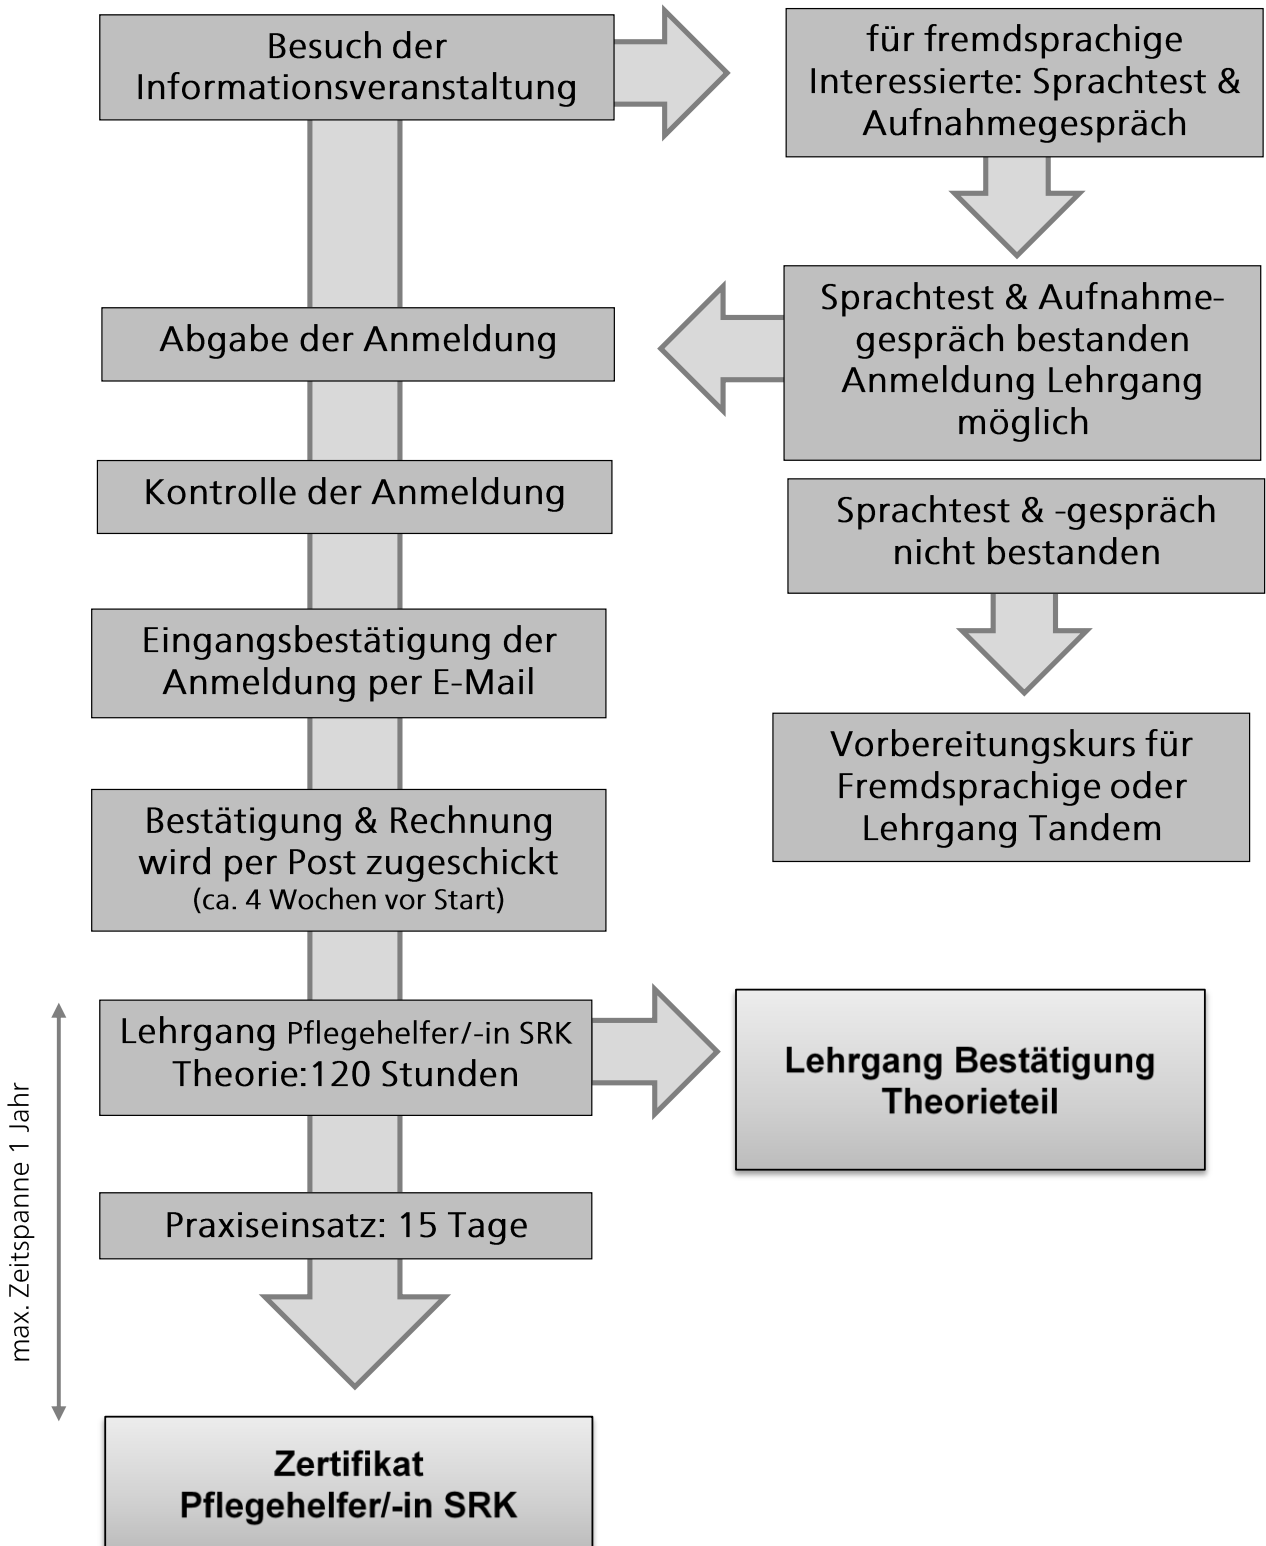 Besuch der
Informationsveranstaltung
für fremdsprachige
Interessierte: Sprachtest &
Aufnahmegespräch
Sprachtest & Aufnahme-
gespräch bestanden
Anmeldung Lehrgang
möglich
Abgabe der Anmeldung
Kontrolle der Anmeldung
Sprachtest & -gespräch
nicht bestanden
Eingangsbestätigung der
Anmeldung per E-Mail
Vorbereitungskurs für
Fremdsprachige oder
Lehrgang Tandem
Bestätigung & Rechnung
wird per Post zugeschickt
(ca. 4 Wochen vor Start)
Lehrgang Pflegehelfer/-in SRK
Theorie:120 Stunden
Lehrgang Bestätigung
Theorieteil
max. Zeitspanne 1 Jahr
Praxiseinsatz: 15 Tage
Zertifikat
Pflegehelfer/-in SRK